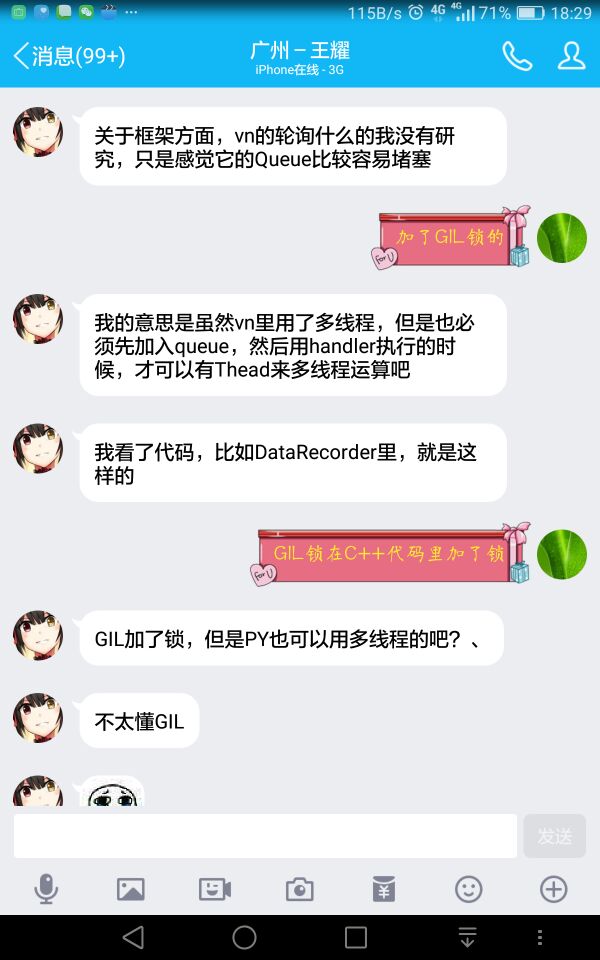 115B/s 4G 4G 71% 18:29
消息(99+)
广州－王耀
iPhone在线 - 3G
关于框架方面，vn的轮询什么的我没有研
究，只是感觉它的Queue比较容易堵塞
加了GIL锁的
for U
我的意思是虽然vn里用了多线程，但是也必
须先加入queue，然后用handler执行的时
候，才可以有Thead来多线程运算吧
我看了代码，比如DataRecorder里，就是这
样的
GIL锁在C++代码里加了锁
for U
GIL加了锁，但是PY也可以用多线程的吧？、
不太懂GIL
发送